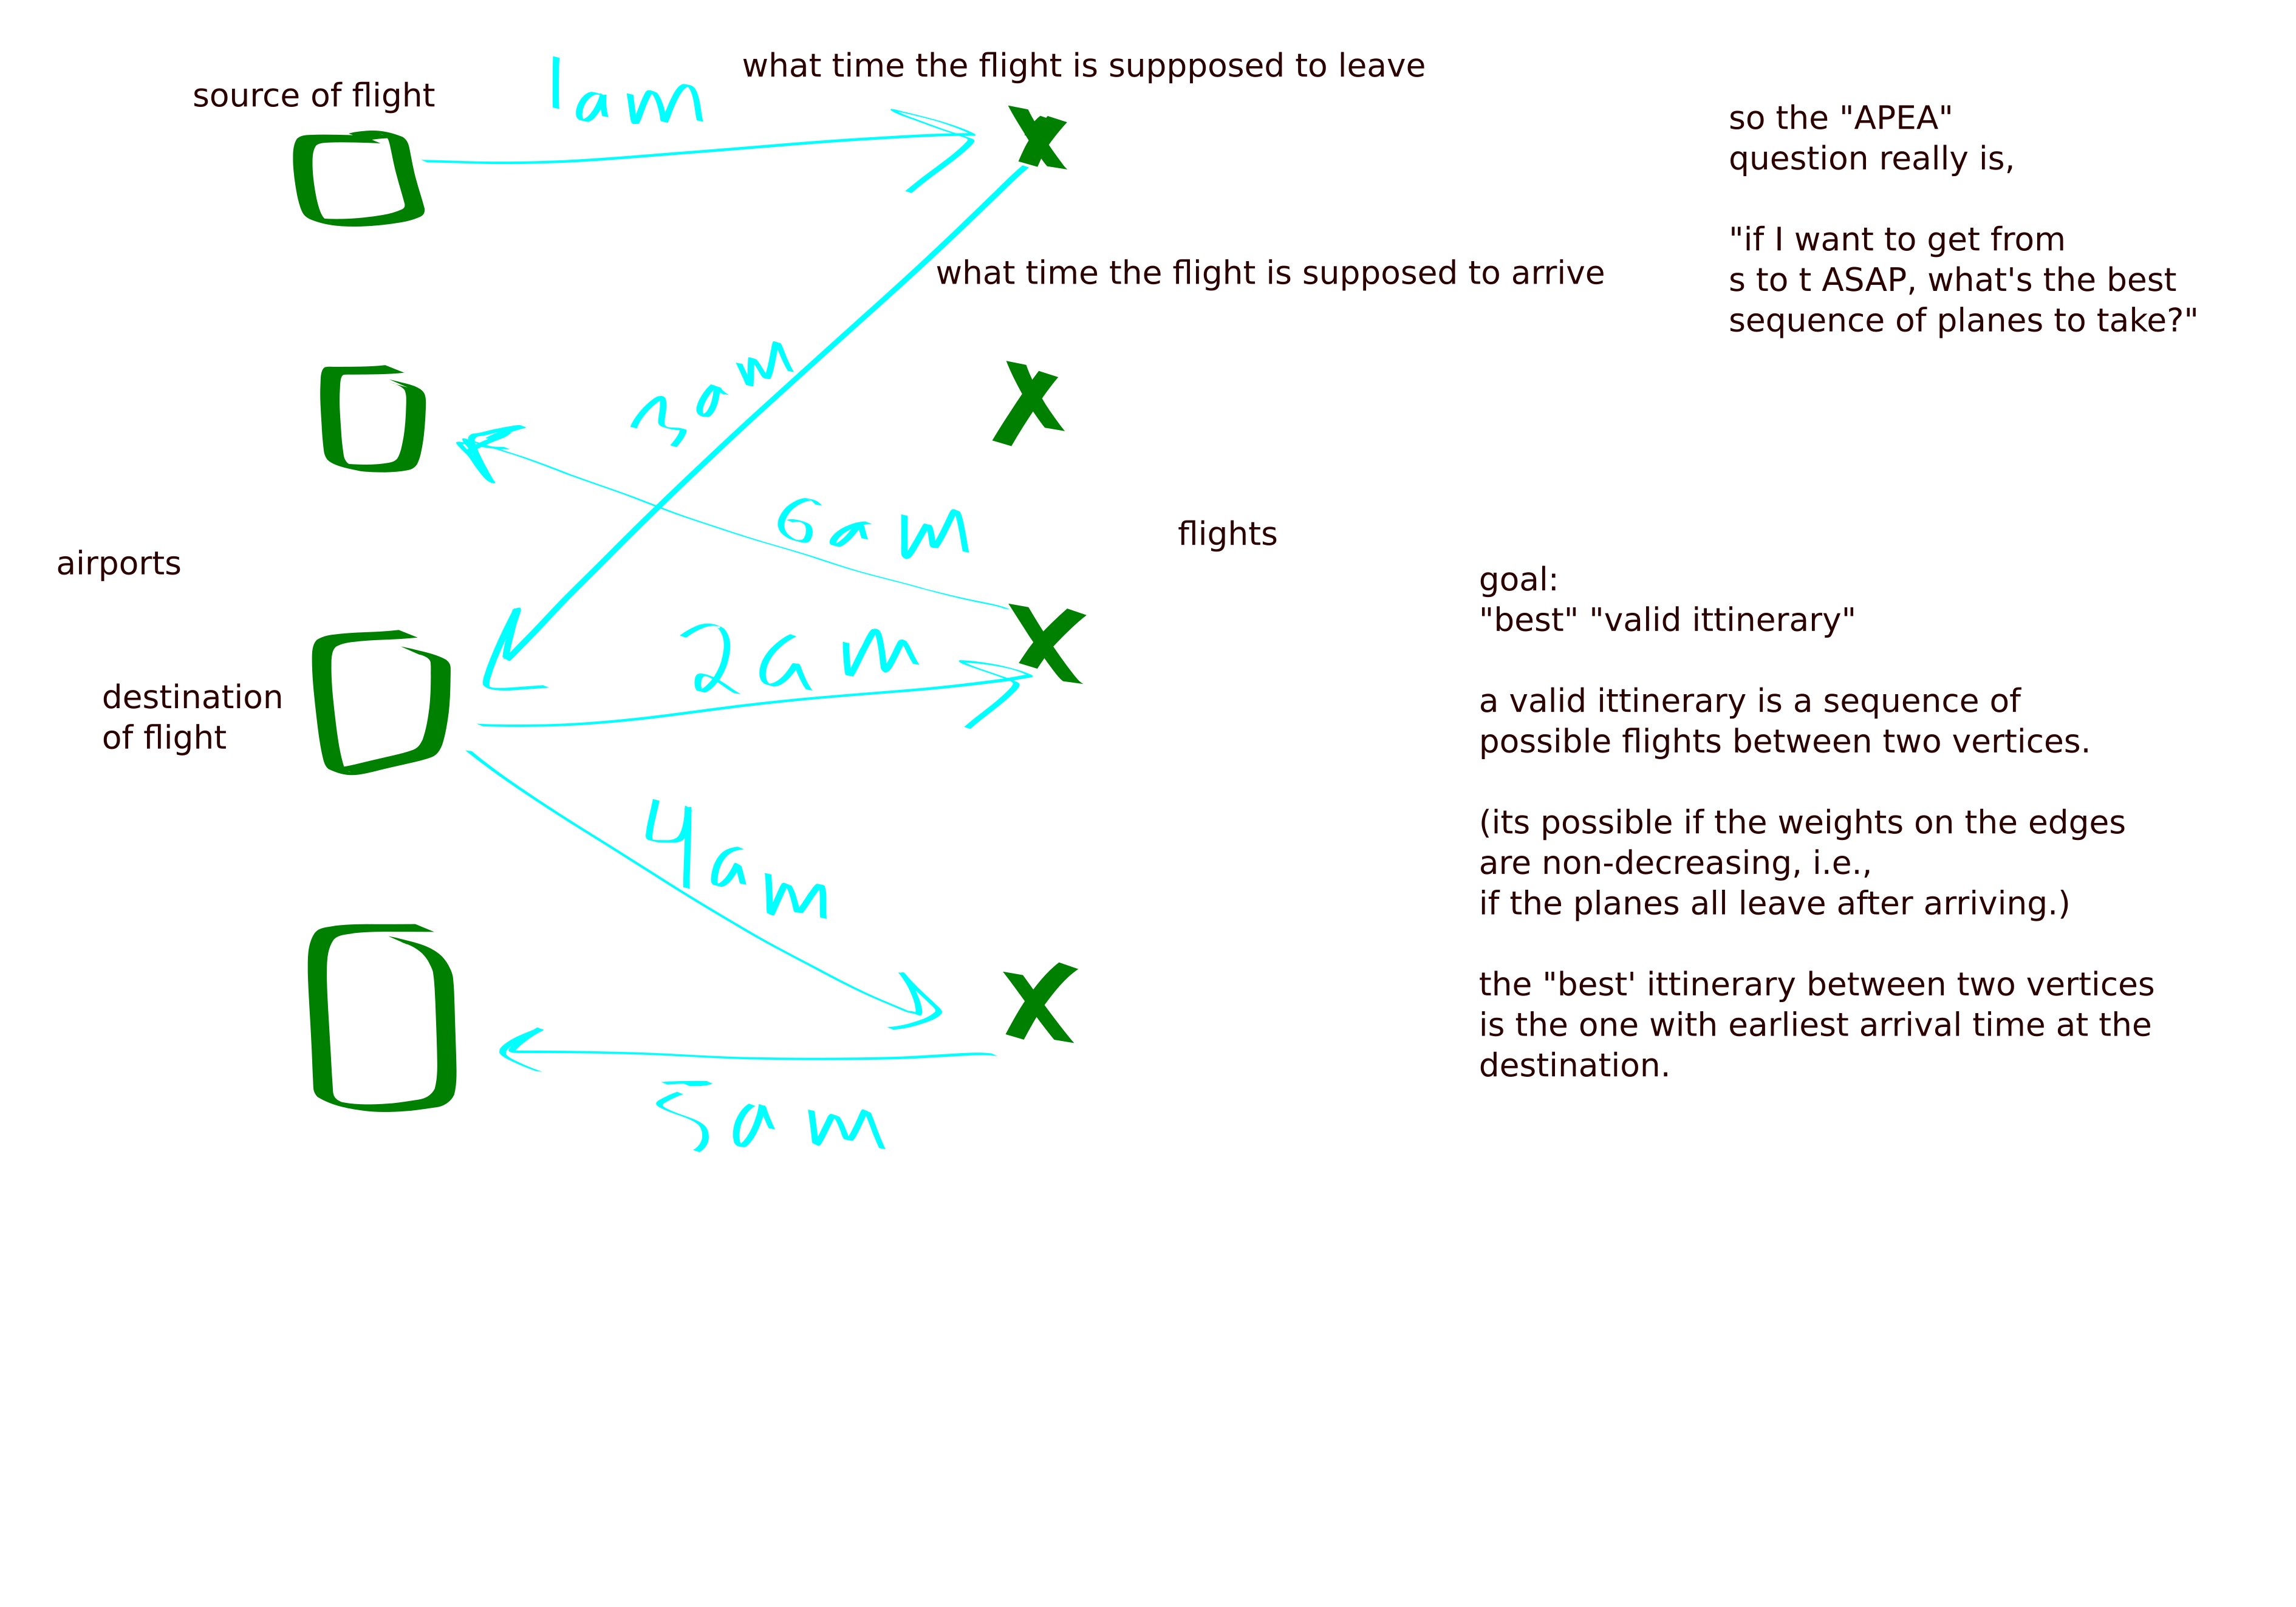 source of flight
1am
what time the flight is suppposed to leave
so the "APEA"
question really is,
"if I want to get from
s to t ASAP, what's the best
sequence of planes to take?"
what time the flight is supposed to arrive
3am
6am
flights
airports
2am
destination
of flight
4am
5am
goal:
"best" "valid ittinerary"
a valid ittinerary is a sequence of
possible flights between two vertices.
(its possible if the weights on the edges
are non-decreasing, i.e.,
if the planes all leave after arriving.)
the "best' ittinerary between two vertices
is the one with earliest arrival time at the
destination.